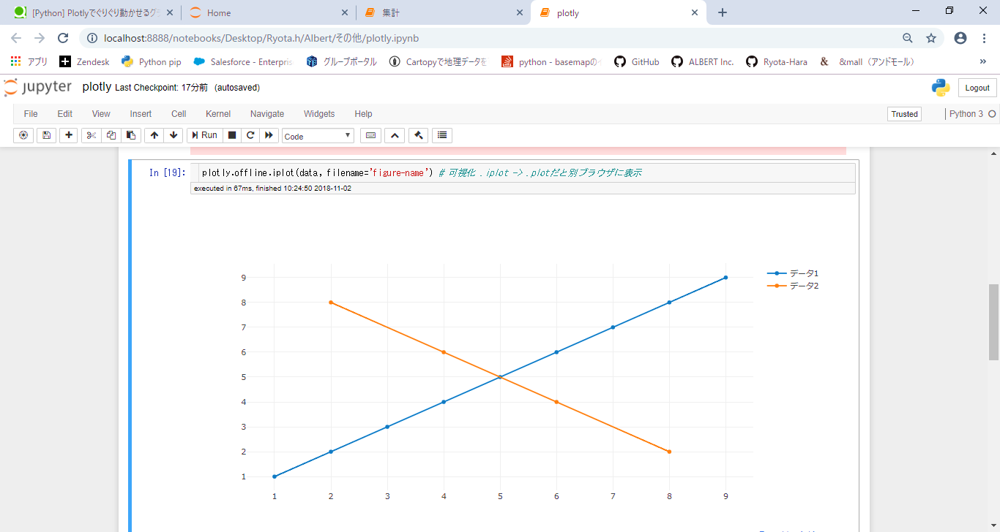 [Python] Plotlyでぐりぐり動かせるグラ
Home
集計
plotly
localhost:8888/notebooks/Desktop/Ryota.h/Albert/その他/plotly.ipynb
アプリ Zendesk Python pip Salesforce - Enterpris グループポータル Cartopyで地理データを python - basemapの GitHub ALBERT Inc. Ryota-Hara & &mall（アンドモール）
jupyter plotly Last Checkpoint: 17分前 (autosaved) Logout
File Edit View Insert Cell Kernel Navigate Widgets Help Trusted Python 3
Run Code
In [19]: plotly.offline.iplot(data, filename='figure-name') # 可視化 . iplot -> .plotだと別ブラウザに表示
executed in 67ms, finished 10:24:50 2018-11-02
データ1
データ2
9
8
7
6
5
4
3
2
1
1 2 3 4 5 6 7 8 9